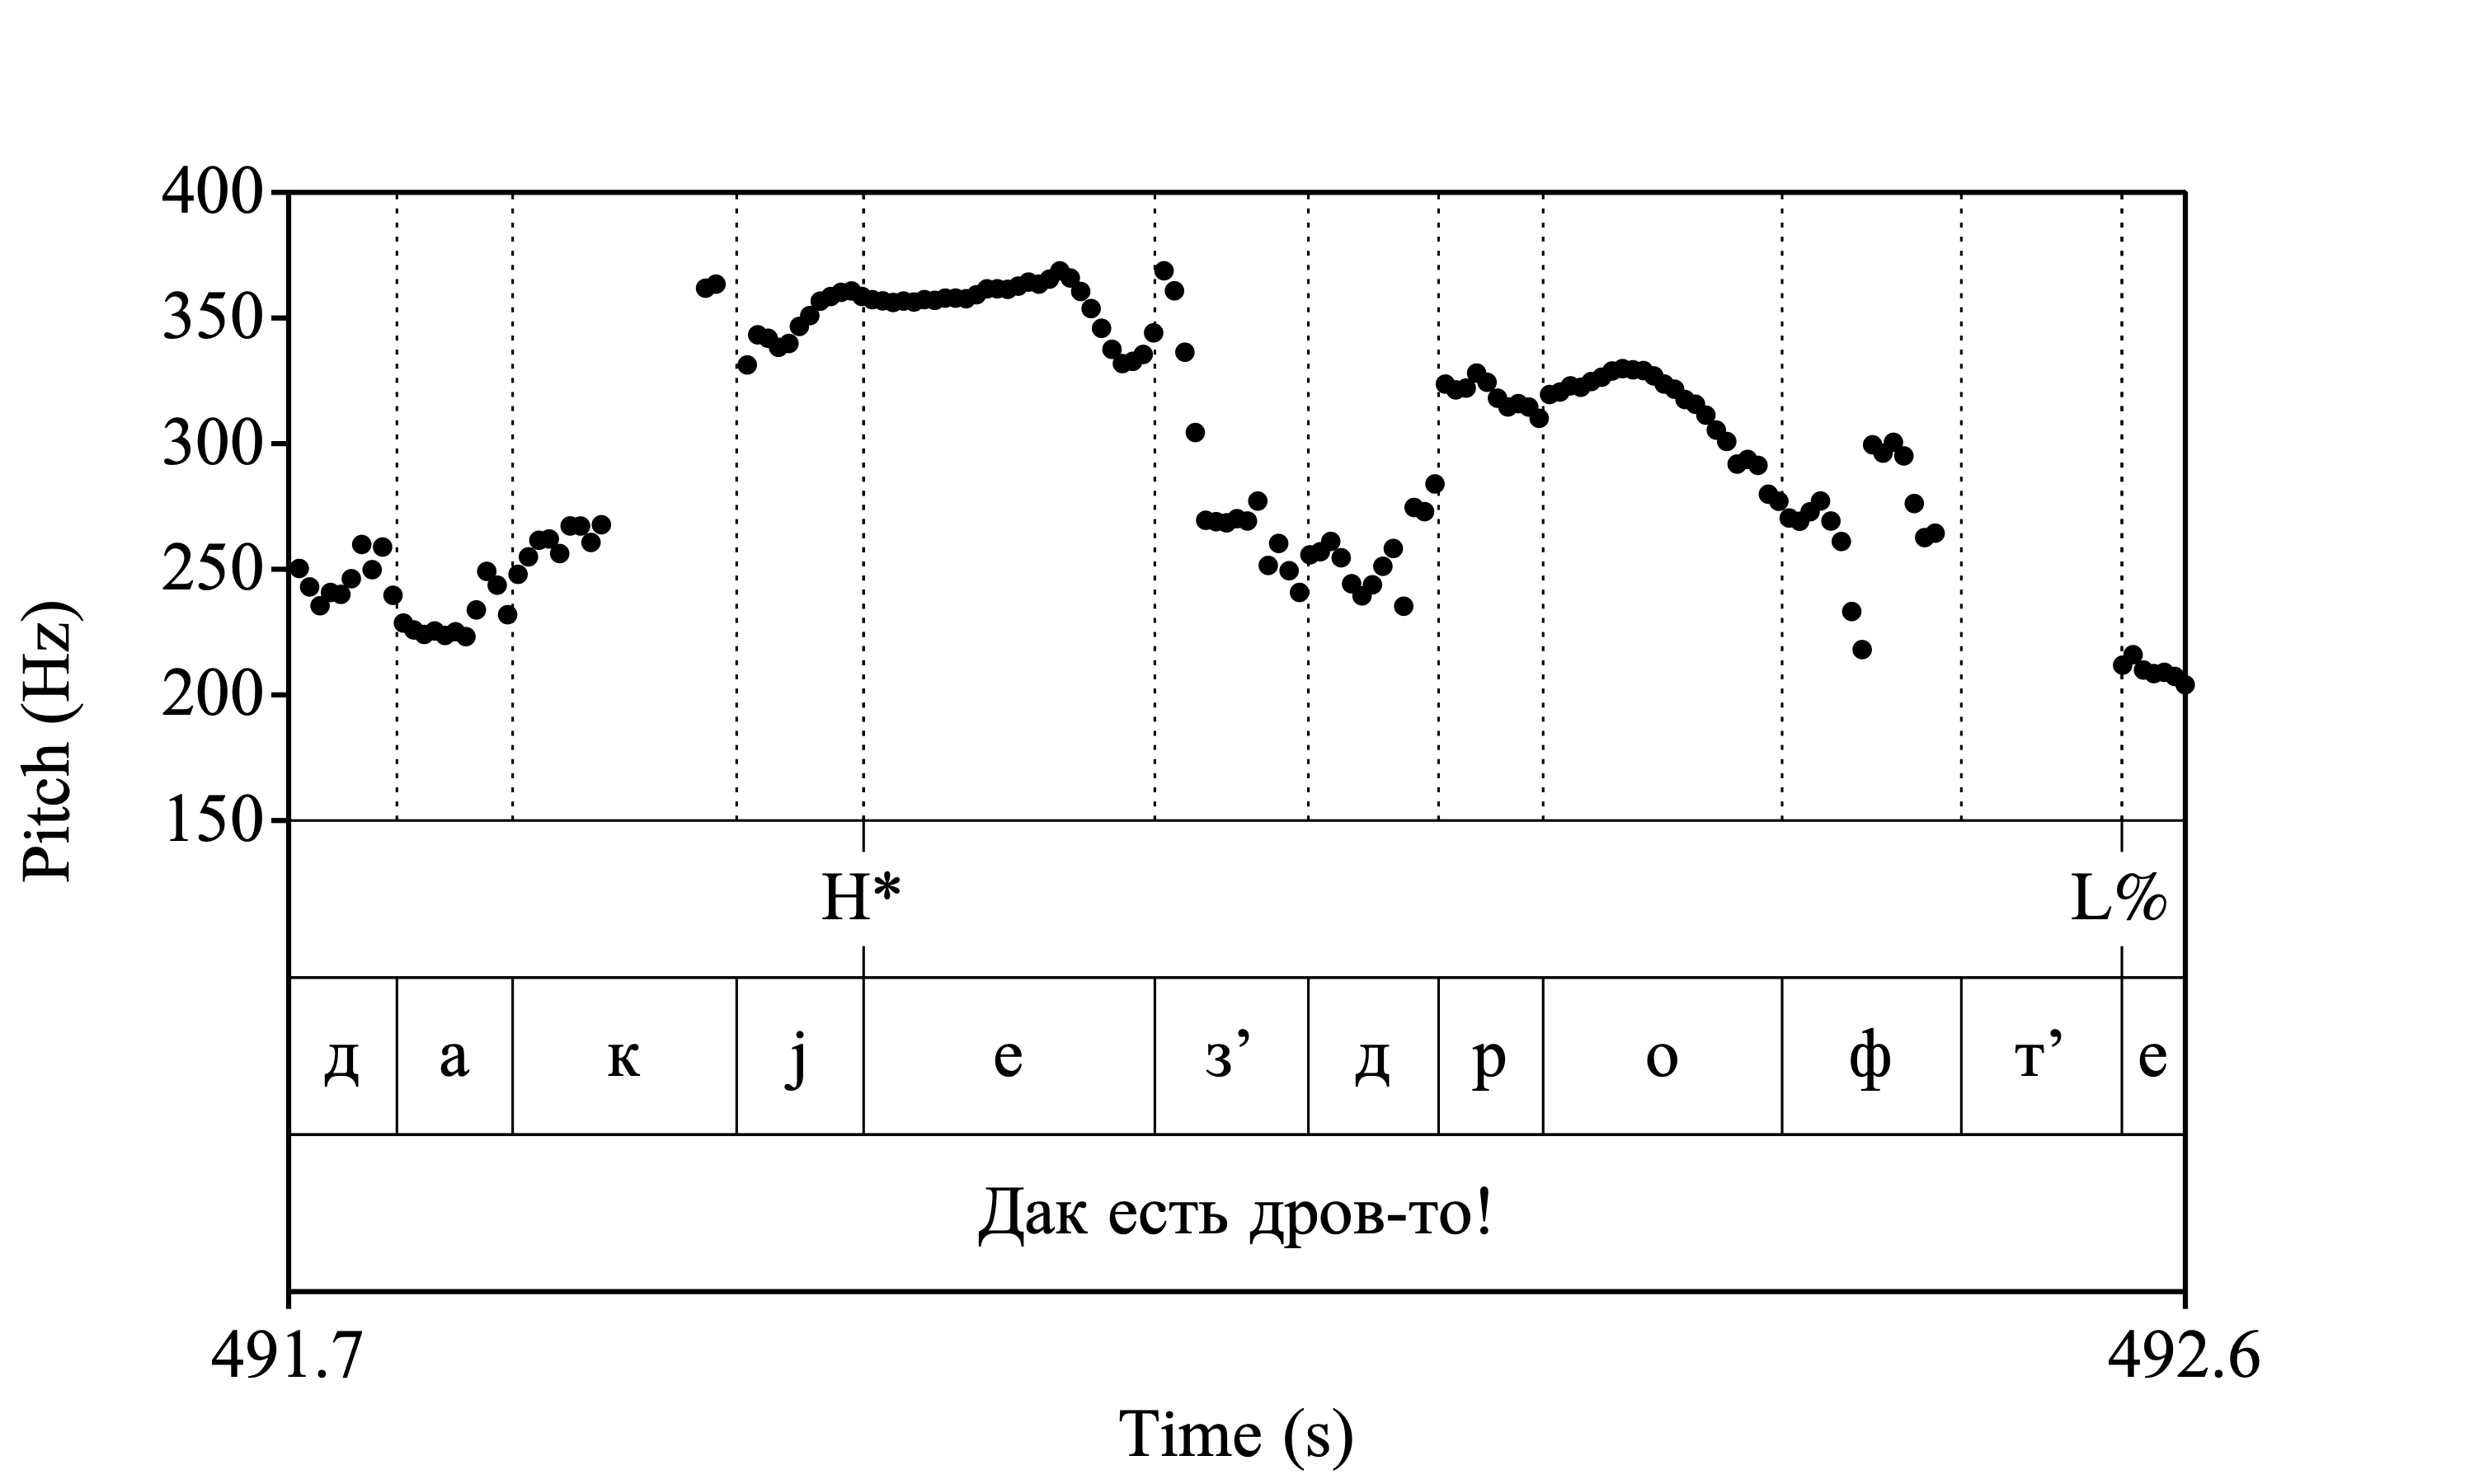 400
350
300
250
200
150
Pitch (Hz)
H* L%
д а к j е з’ д р о ф т’ е
Дак есть дров-то!
491.7 492.6
Time (s)